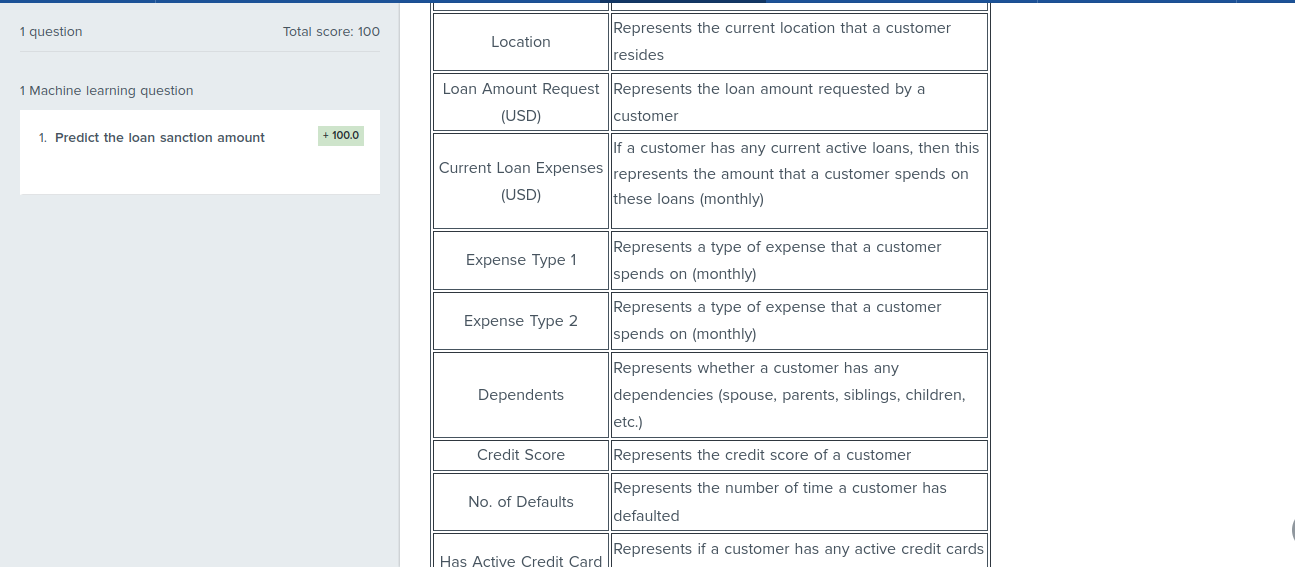 1 question
Total score: 100
1 Machine learning question
1. Predict the loan sanction amount
+ 100.0
Location
Represents the current location that a customer
resides
Loan Amount Request
(USD)
Represents the loan amount requested by a
customer
Current Loan Expenses
(USD)
If a customer has any current active loans, then this
represents the amount that a customer spends on
these loans (monthly)
Expense Type 1
Represents a type of expense that a customer
spends on (monthly)
Expense Type 2
Represents a type of expense that a customer
spends on (monthly)
Dependents
Represents whether a customer has any
dependencies (spouse, parents, siblings, children,
etc.)
Credit Score
Represents the credit score of a customer
No. of Defaults
Represents the number of time a customer has
defaulted
Has Active Credit Card
Represents if a customer has any active credit cards